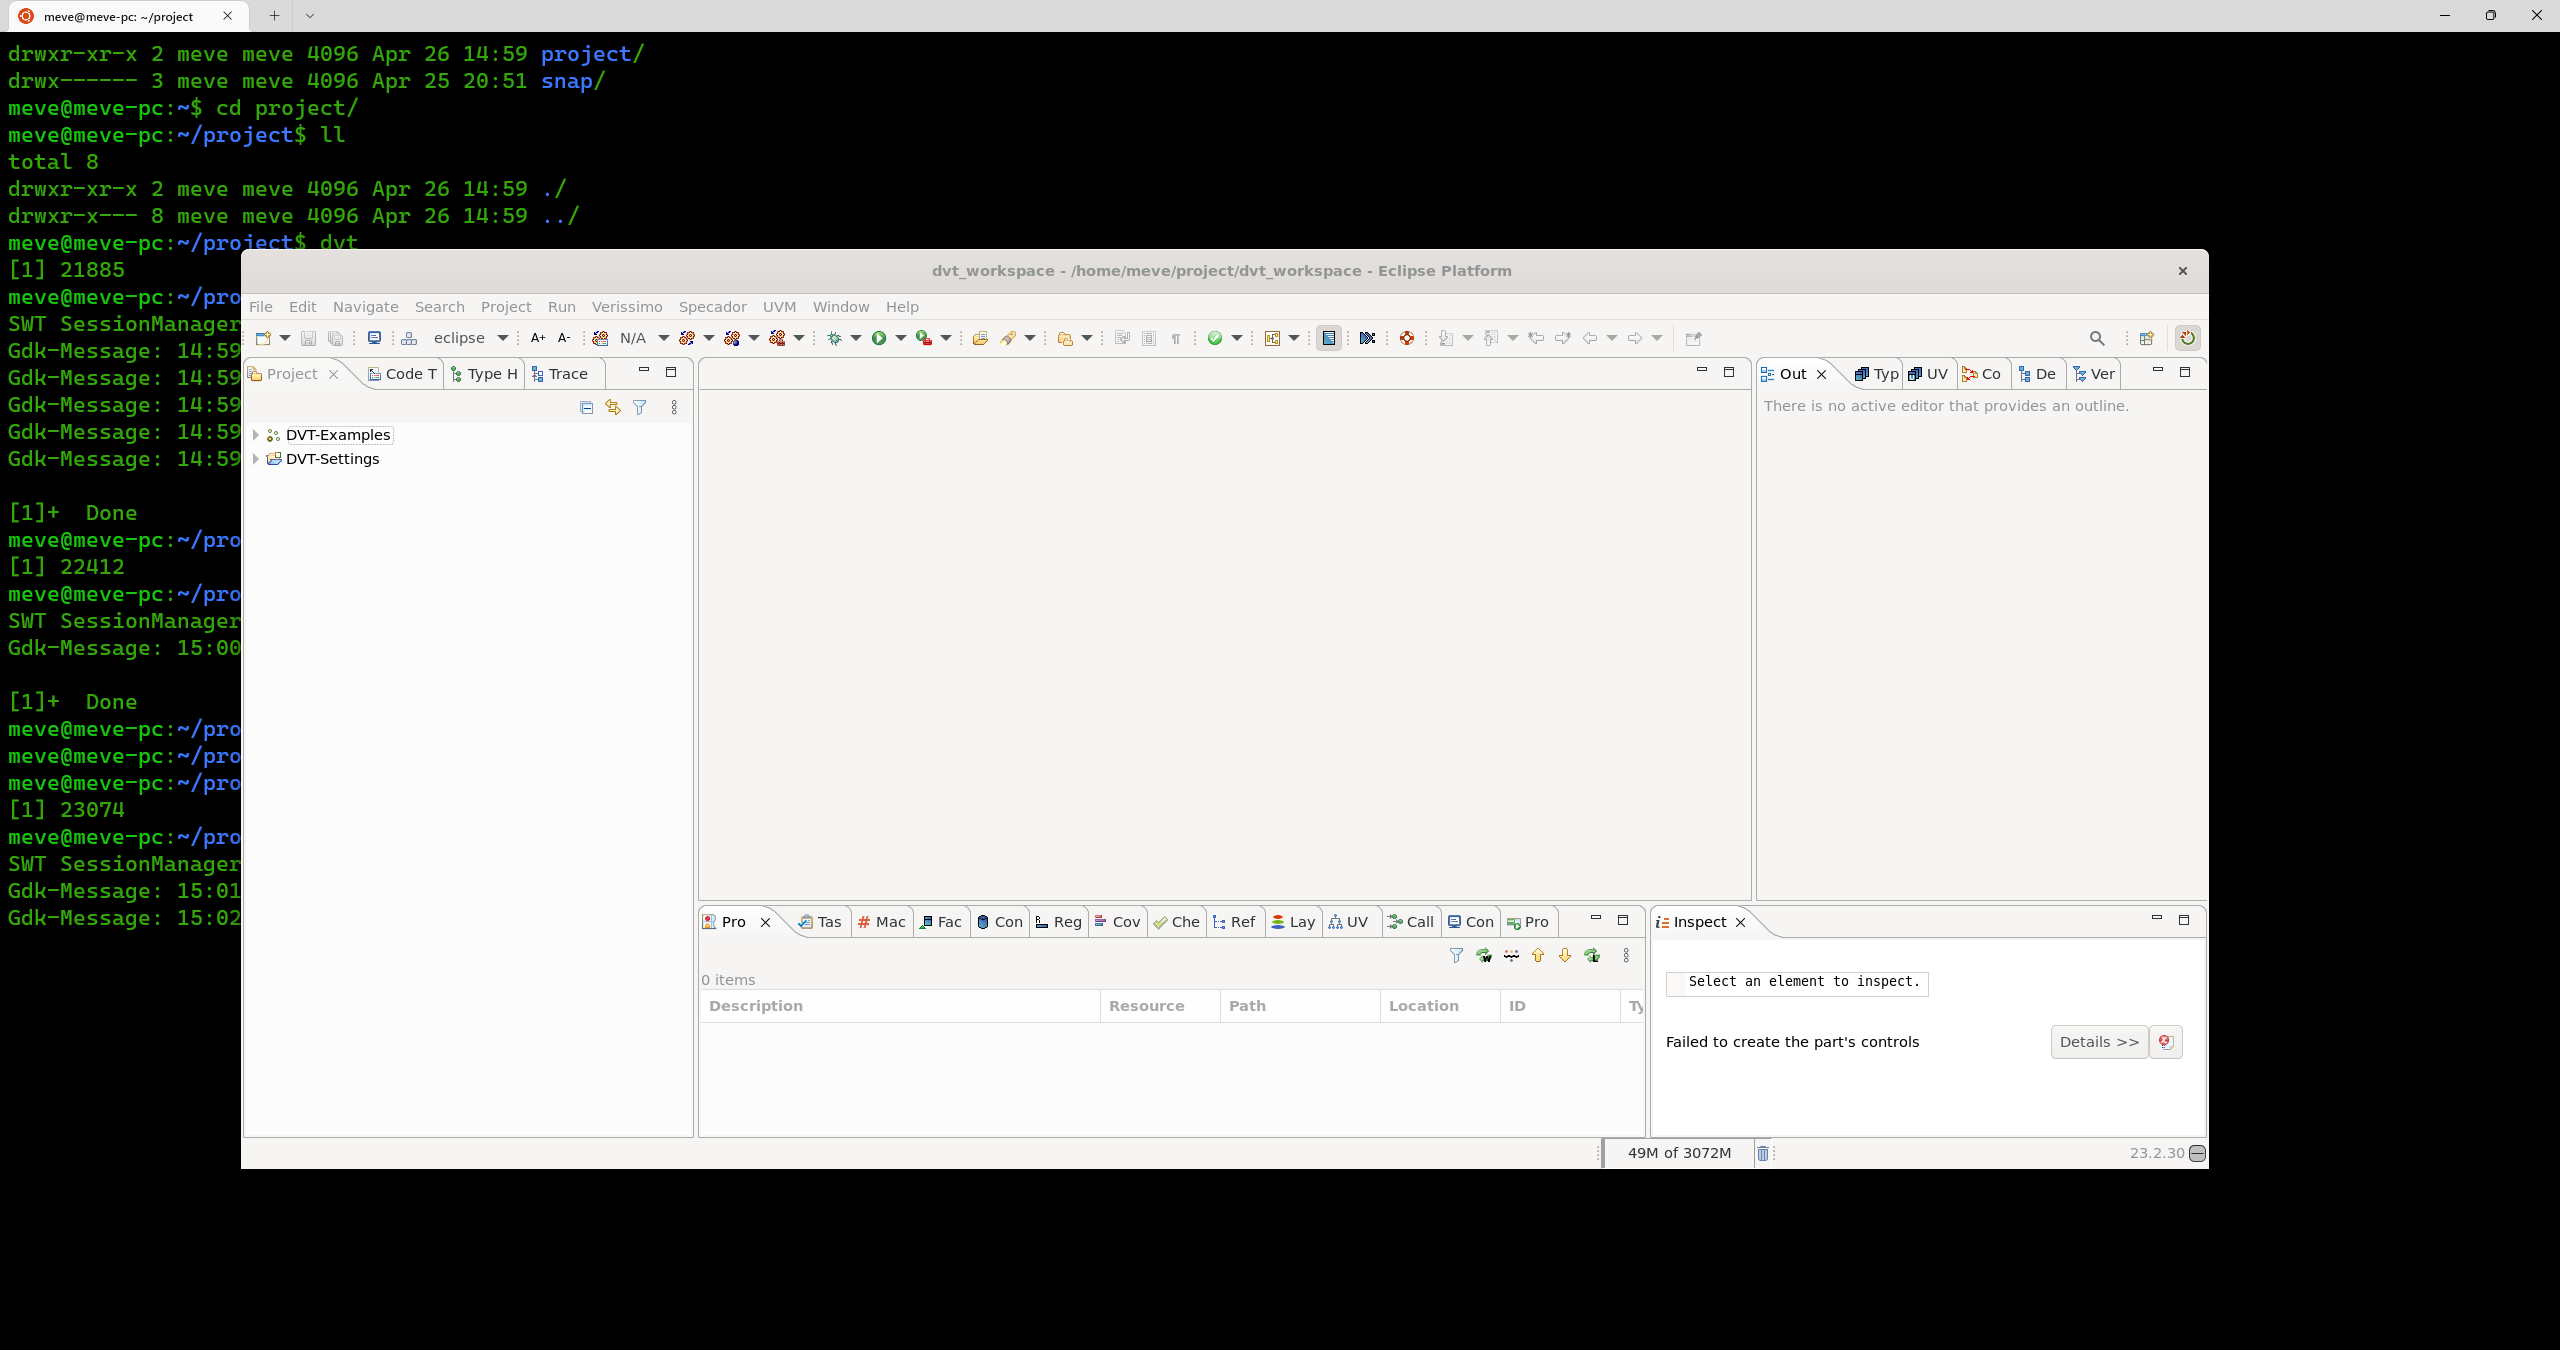 meve@meve-pc: ~/project
drwxr-xr-x 2 meve meve 4096 Apr 26 14:59 project/
drwx------ 3 meve meve 4096 Apr 25 20:51 snap/
meve@meve-pc:~$ cd project/
meve@meve-pc:~/project$ ll
total 8
drwxr-xr-x 2 meve meve 4096 Apr 26 14:59 ./
drwxr-x--- 8 meve meve 4096 Apr 26 14:59 ../
meve@meve-pc:~/project$ dvt
[1] 21885
meve@meve-pc:~/pro
SWT SessionManager
Gdk-Message: 14:59
Gdk-Message: 14:59
Gdk-Message: 14:59
Gdk-Message: 14:59
Gdk-Message: 14:59
[1]+  Done
meve@meve-pc:~/pro
[1] 22412
meve@meve-pc:~/pro
SWT SessionManager
Gdk-Message: 15:00
[1]+  Done
meve@meve-pc:~/pro
meve@meve-pc:~/pro
meve@meve-pc:~/pro
[1] 23074
meve@meve-pc:~/pro
SWT SessionManager
Gdk-Message: 15:01
Gdk-Message: 15:02
dvt_workspace - /home/meve/project/dvt_workspace - Eclipse Platform
File Edit Navigate Search Project Run Verissimo Specador UVM Window Help
eclipse A+ A- N/A
Project Code T Type H Trace
DVT-Examples
DVT-Settings
Out Typ UV Co De Ver
There is no active editor that provides an outline.
Pro Tas Mac Fac Con Reg Cov Che Ref Lay UV Call Con Pro
0 items
Description Resource Path Location ID Ty
Inspect
Select an element to inspect.
Failed to create the part's controls Details >>
49M of 3072M
23.2.30